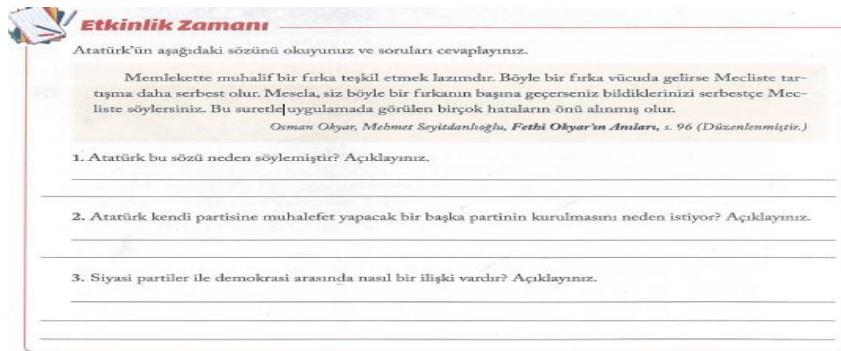 Etkinlik Zamanı
Atatürk'ün aşağıdaki sözünü okuyunuz ve soruları cevaplayınız.
Memlekette muhalif bir fırka teşkil etmek lazımdır. Böyle bir fırka vücuda gelirse Mecliste tar-
tışma daha serbest olur. Mesela, siz böyle bir fırkanın başına geçerseniz bildiklerinizi serbestçe Mec-
liste söylersiniz. Bu suretle uygulamada görülen birçok hataların önü alınmış olur.
Osman Okyar, Mehmet Seyitdanlıoğlu, Fethi Okyar'ın Anıları, s. 96 (Düzenlenmiştir.)
1. Atatürk bu sözü neden söylemiştir? Açıklayınız.
2. Atatürk kendi partisine muhalefet yapacak bir başka partinin kurulmasını neden istiyor? Açıklayınız.
3. Siyasi partiler ile demokrasi arasında nasıl bir ilişki vardır? Açıklayınız.